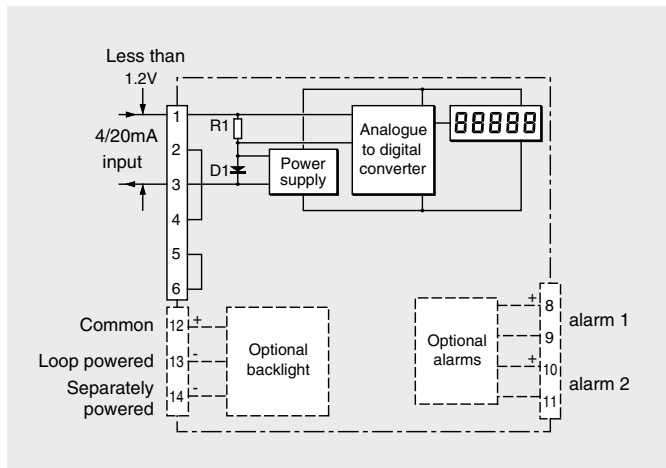 Less than
1.2V
4/20mA
input
1
2
3
4
5
6
R1
D1
Power
supply
Analogue
to digital
converter
88888
Common
Loop powered
Separately
powered
12 +
13 -
14 -
Optional
backlight
Optional
alarms
+ 8
9
+ 10
11
alarm 1
alarm 2